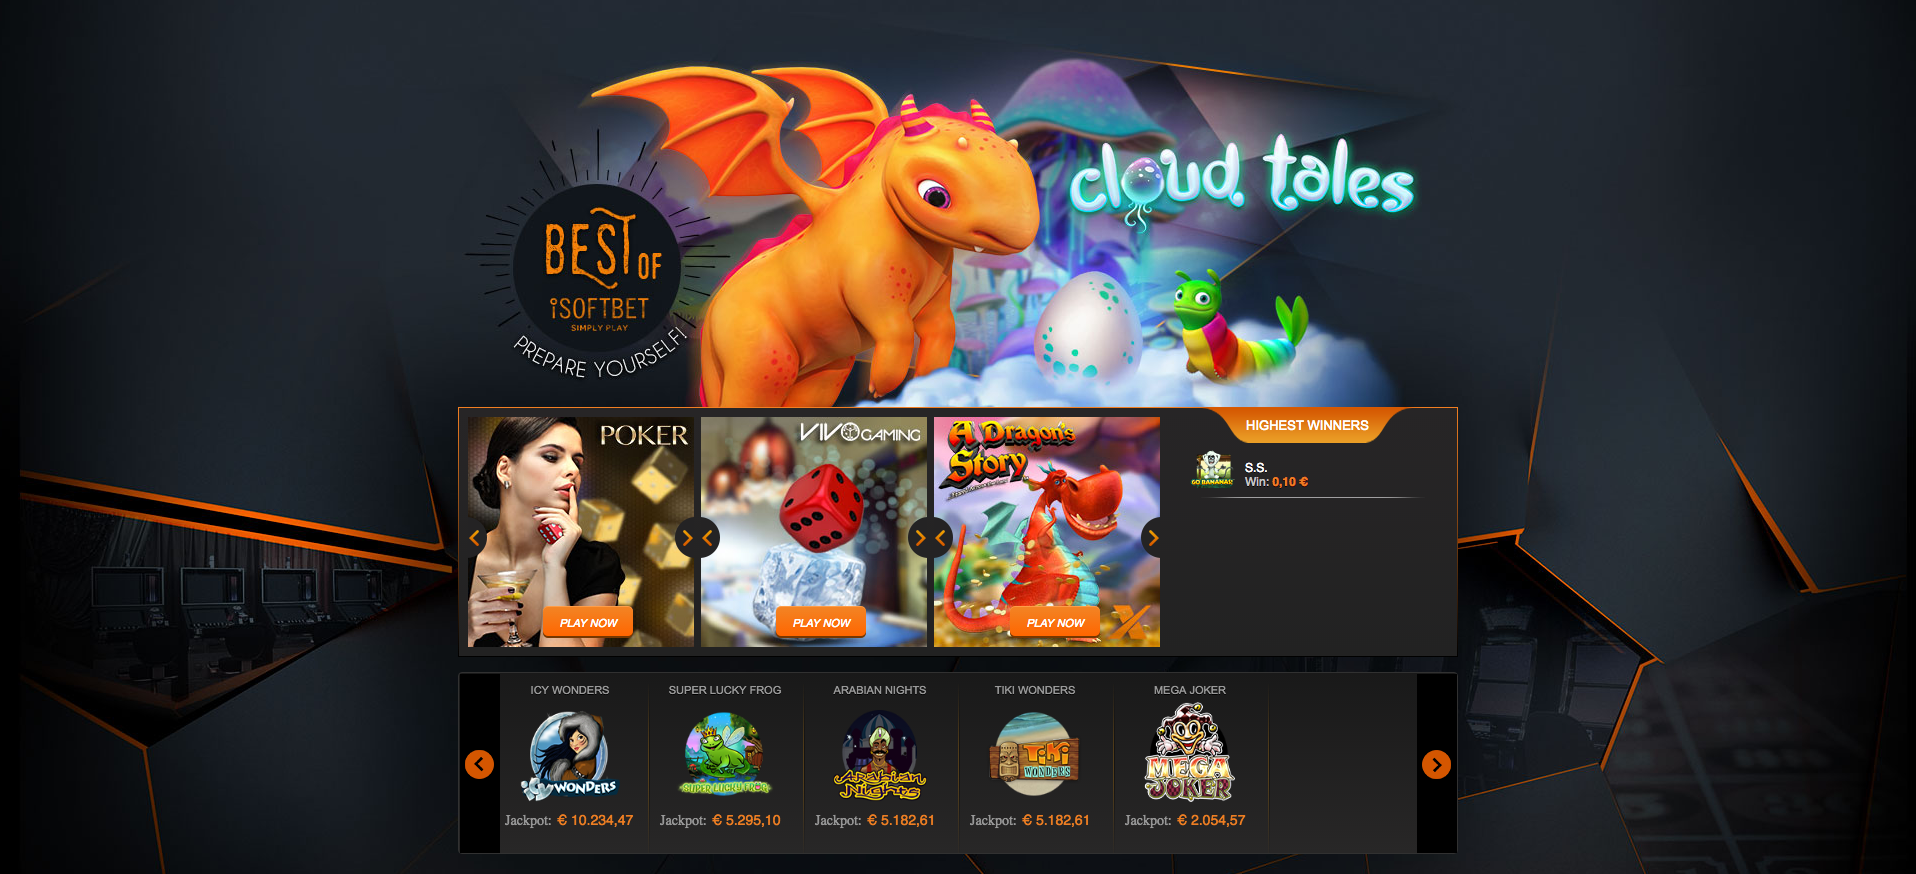 cloud tales
BEST OF
iSOFTBET
SIMPLY PLAY
PREPARE YOURSELF!
POKER
PLAY NOW
VIVO GAMING
PLAY NOW
A Dragon's
Story
PLAY NOW
HIGHEST WINNERS
GO BANANAS!
S.S.
Win: 0,10 €
ICY WONDERS
SUPER LUCKY FROG
ARABIAN NIGHTS
TIKI WONDERS
MEGA JOKER
ICY WONDERS
SUPER LUCKY FROG
Arabian
Nights
TiKi
WONDERS
MEGA
JOKER
Jackpot: € 10.234,47
Jackpot: € 5.295,10
Jackpot: € 5.182,61
Jackpot: € 5.182,61
Jackpot: € 2.054,57